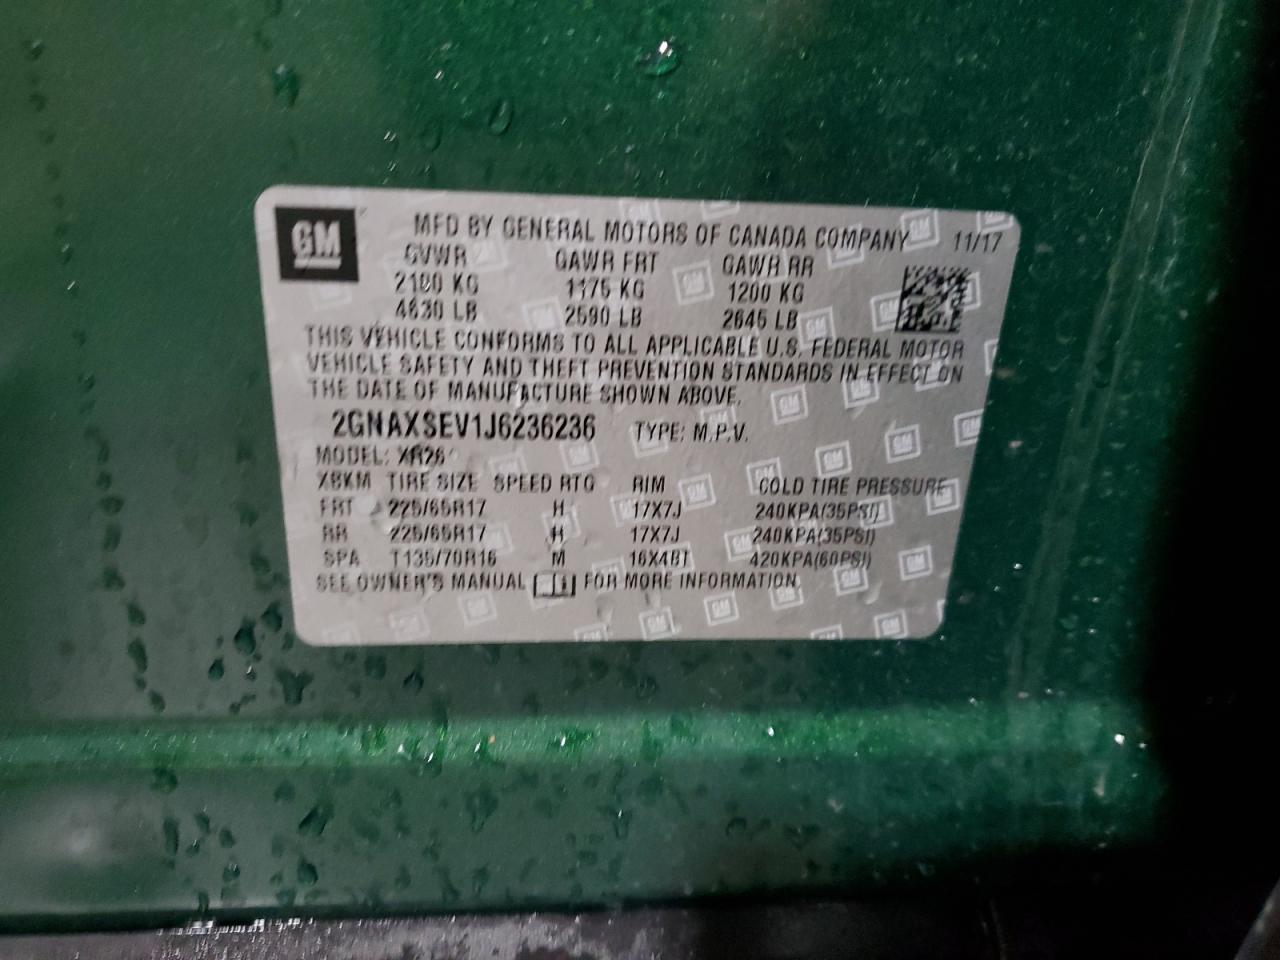 GM MFD BY GENERAL MOTORS OF CANADA COMPANY 11/17
GVWR GAWR FRT GAWR RR
2100 KG 1175 KG 1200 KG
4630 LB 2590 LB 2645 LB
THIS VEHICLE CONFORMS TO ALL APPLICABLE U.S. FEDERAL MOTOR
VEHICLE SAFETY AND THEFT PREVENTION STANDARDS IN EFFECT ON
THE DATE OF MANUFACTURE SHOWN ABOVE.
2GNAXSEV1J6236236 TYPE: M.P.V.
MODEL: XR26
XBKM TIRE SIZE SPEED RTG RIM COLD TIRE PRESSURE
FRT 225/65R17 H 17X7J 240KPA(35PSI)
RR 225/65R17 H 17X7J 240KPA(35PSI)
SPA T135/70R16 M 16X4BT 420KPA(60PSI)
SEE OWNER'S MANUAL FOR MORE INFORMATION